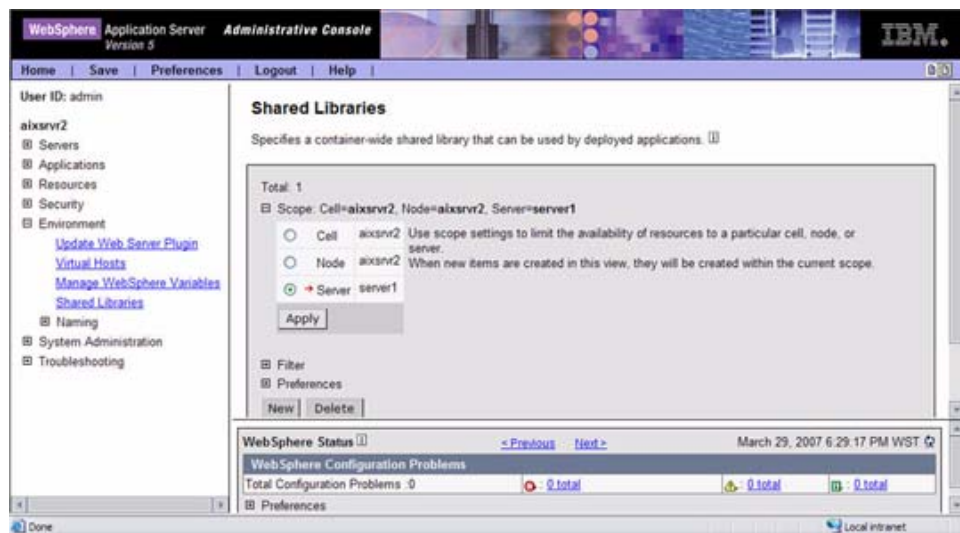 WebSphere Application Server Administrative Console
Version 5
IBM.
Home | Save | Preferences | Logout | Help |
User ID: admin
aixsrvr2
Servers
Applications
Resources
Security
Environment
Update Web Server Plugin
Virtual Hosts
Manage WebSphere Variables
Shared Libraries
Naming
System Administration
Troubleshooting
Shared Libraries
Specifies a container-wide shared library that can be used by deployed applications.
Total: 1
Scope: Cell=aixsrvr2, Node=aixsrvr2, Server=server1
Cell aixsrvr2
Node aixsrvr2
Server server1
Use scope settings to limit the availability of resources to a particular cell, node, or
server.
When new items are created in this view, they will be created within the current scope.
Apply
Filter
Preferences
New Delete
WebSphere Status < Previous Next > March 29, 2007 6:29:17 PM WST
WebSphere Configuration Problems
Total Configuration Problems :0 : 0 total : 0 total : 0 total
Preferences
Done Local intranet